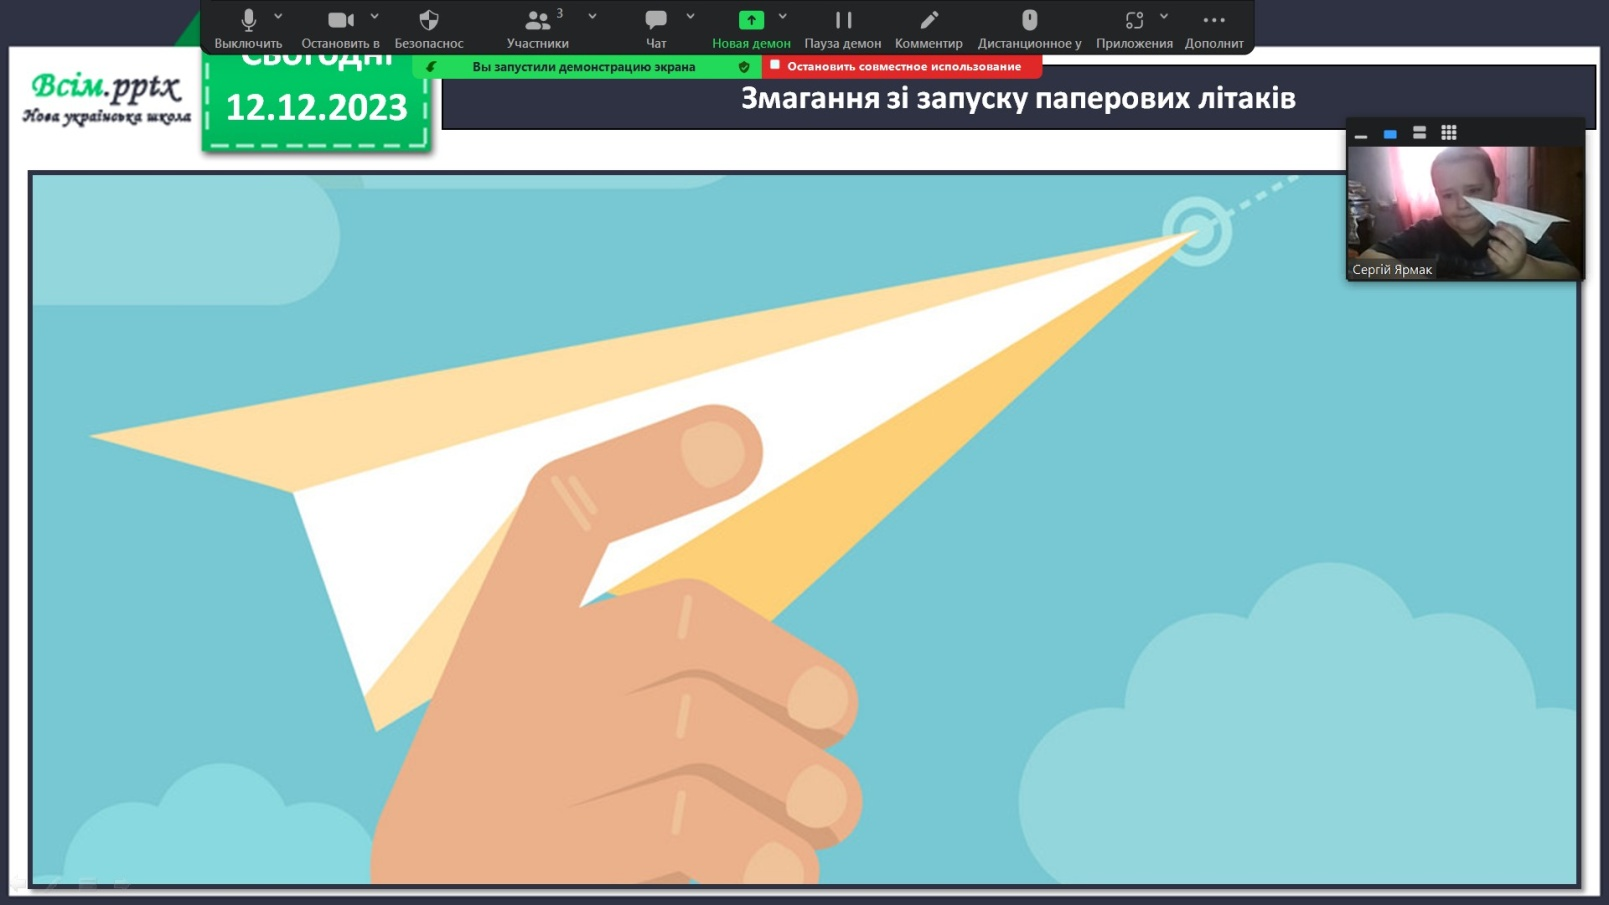 Выключить
Остановить в
Безопаснос
3
Участники
Чат
Новая демон
Пауза демон
Комментир
Дистанционное у
Приложения
Дополнит
Вы запустили демонстрацию экрана
Остановить совместное использование
Всім.pptx
Нова українська школа
Сьогодні
12.12.2023
Змагання зі запуску паперових літаків
Сергій Ярмак